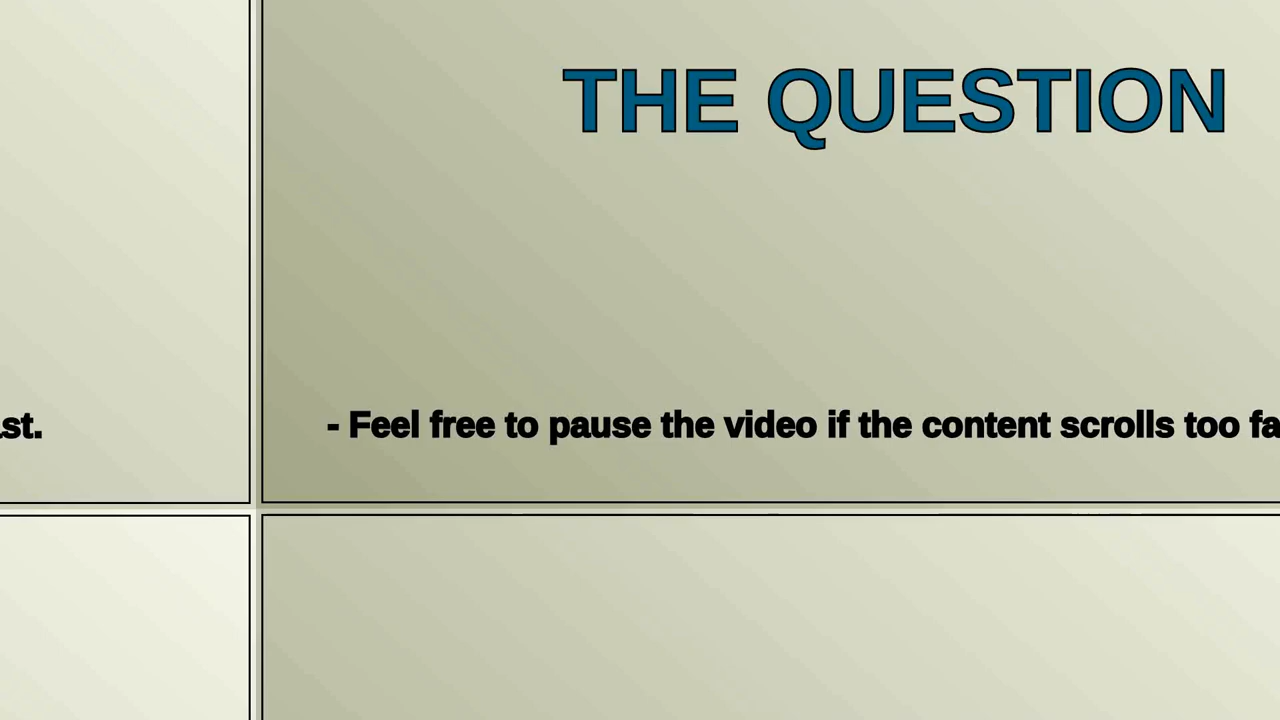 THE QUESTION
st.
- Feel free to pause the video if the content scrolls too fa